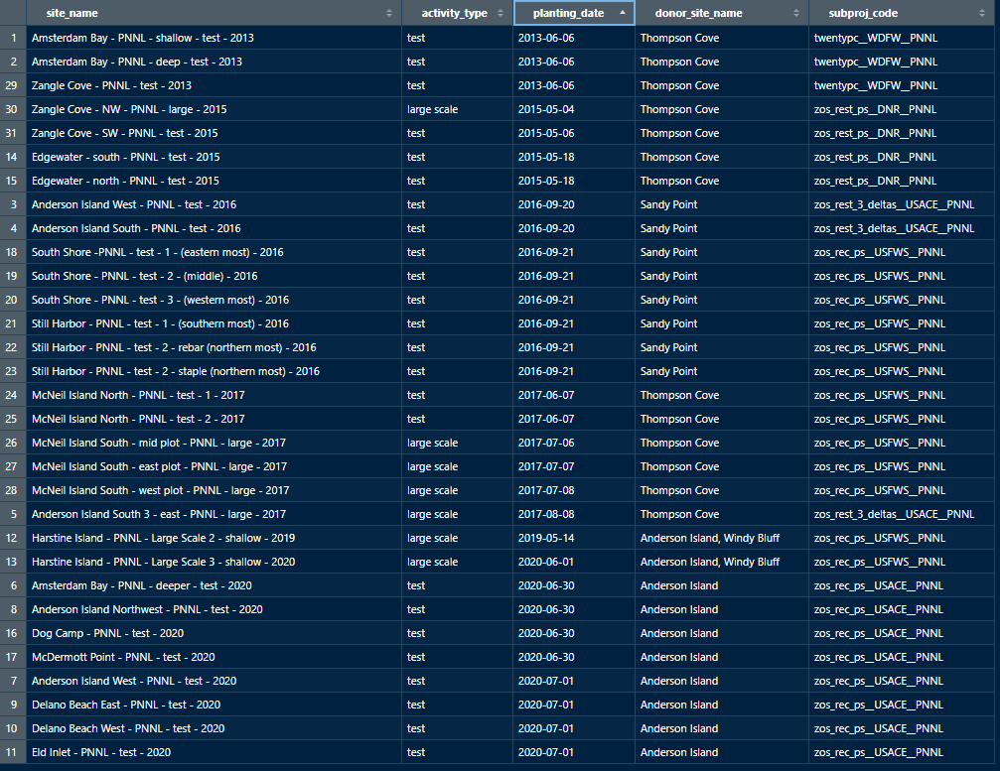 site_name activity_type planting_date donor_site_name subproj_code
1 Amsterdam Bay - PNNL - shallow - test - 2013 test 2013-06-06 Thompson Cove twentypc__WDFW__PNNL
2 Amsterdam Bay - PNNL - deep - test - 2013 test 2013-06-06 Thompson Cove twentypc__WDFW__PNNL
29 Zangle Cove - PNNL - test - 2013 test 2013-06-06 Thompson Cove twentypc__WDFW__PNNL
30 Zangle Cove - NW - PNNL - large - 2015 large scale 2015-05-04 Thompson Cove zos_rest_ps__DNR__PNNL
31 Zangle Cove - SW - PNNL - test - 2015 test 2015-05-06 Thompson Cove zos_rest_ps__DNR__PNNL
14 Edgewater - south - PNNL - test - 2015 test 2015-05-18 Thompson Cove zos_rest_ps__DNR__PNNL
15 Edgewater - north - PNNL - test - 2015 test 2015-05-18 Thompson Cove zos_rest_ps__DNR__PNNL
3 Anderson Island West - PNNL - test - 2016 test 2016-09-20 Sandy Point zos_rest_3_deltas__USACE__PNNL
4 Anderson Island South - PNNL - test - 2016 test 2016-09-20 Sandy Point zos_rest_3_deltas__USACE__PNNL
18 South Shore -PNNL - test - 1 - (eastern most) - 2016 test 2016-09-21 Sandy Point zos_rec_ps__USFWS__PNNL
19 South Shore - PNNL - test - 2 - (middle) - 2016 test 2016-09-21 Sandy Point zos_rec_ps__USFWS__PNNL
20 South Shore - PNNL - test - 3 - (western most) - 2016 test 2016-09-21 Sandy Point zos_rec_ps__USFWS__PNNL
21 Still Harbor - PNNL - test - 1 - (southern most) - 2016 test 2016-09-21 Sandy Point zos_rec_ps__USFWS__PNNL
22 Still Harbor - PNNL - test - 2 - rebar (northern most) - 2016 test 2016-09-21 Sandy Point zos_rec_ps__USFWS__PNNL
23 Still Harbor - PNNL - test - 2 - staple (northern most) - 2016 test 2016-09-21 Sandy Point zos_rec_ps__USFWS__PNNL
24 McNeil Island North - PNNL - test - 1 - 2017 test 2017-06-07 Thompson Cove zos_rec_ps__USFWS__PNNL
25 McNeil Island North - PNNL - test - 2 - 2017 test 2017-06-07 Thompson Cove zos_rec_ps__USFWS__PNNL
26 McNeil Island South - mid plot - PNNL - large - 2017 large scale 2017-07-06 Thompson Cove zos_rec_ps__USFWS__PNNL
27 McNeil Island South - east plot - PNNL - large - 2017 large scale 2017-07-07 Thompson Cove zos_rec_ps__USFWS__PNNL
28 McNeil Island South - west plot - PNNL - large - 2017 large scale 2017-07-08 Thompson Cove zos_rec_ps__USFWS__PNNL
5 Anderson Island South 3 - east - PNNL - large - 2017 large scale 2017-08-08 Thompson Cove zos_rest_3_deltas__USACE__PNNL
12 Harstine Island - PNNL - Large Scale 2 - shallow - 2019 large scale 2019-05-14 Anderson Island, Windy Bluff zos_rec_ps__USFWS__PNNL
13 Harstine Island - PNNL - Large Scale 3 - shallow - 2020 large scale 2020-06-01 Anderson Island, Windy Bluff zos_rec_ps__USFWS__PNNL
6 Amsterdam Bay - PNNL - deeper - test - 2020 test 2020-06-30 Anderson Island zos_rec_ps__USACE__PNNL
8 Anderson Island Northwest - PNNL - test - 2020 test 2020-06-30 Anderson Island zos_rec_ps__USACE__PNNL
16 Dog Camp - PNNL - test - 2020 test 2020-06-30 Anderson Island zos_rec_ps__USACE__PNNL
17 McDermott Point - PNNL - test - 2020 test 2020-06-30 Anderson Island zos_rec_ps__USACE__PNNL
7 Anderson Island West - PNNL - test - 2020 test 2020-07-01 Anderson Island zos_rec_ps__USACE__PNNL
9 Delano Beach East - PNNL - test - 2020 test 2020-07-01 Anderson Island zos_rec_ps__USACE__PNNL
10 Delano Beach West - PNNL - test - 2020 test 2020-07-01 Anderson Island zos_rec_ps__USACE__PNNL
11 Eld Inlet - PNNL - test - 2020 test 2020-07-01 Anderson Island zos_rec_ps__USACE__PNNL